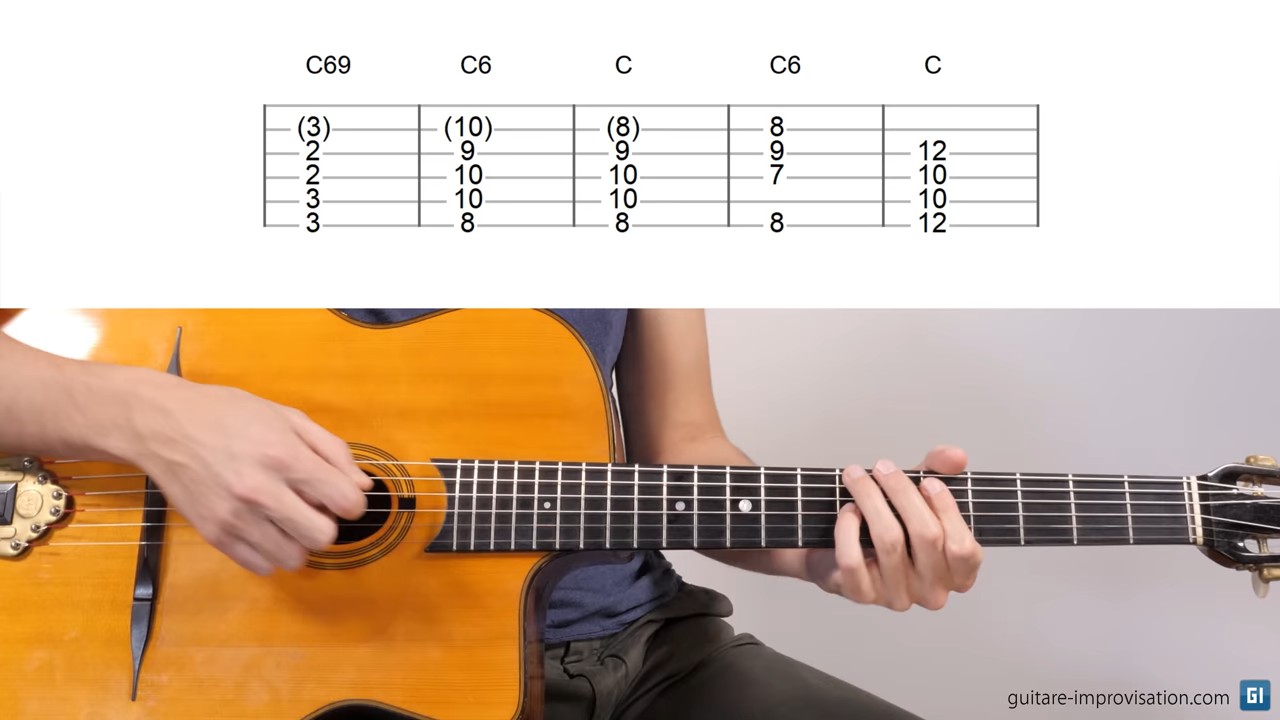 C69 C6 C C6 C
(3) (10) (8) 8
2 9 9 9 12
2 10 10 7 10
3 10 10 10
3 8 8 8 12
guitare-improvisation.com GI